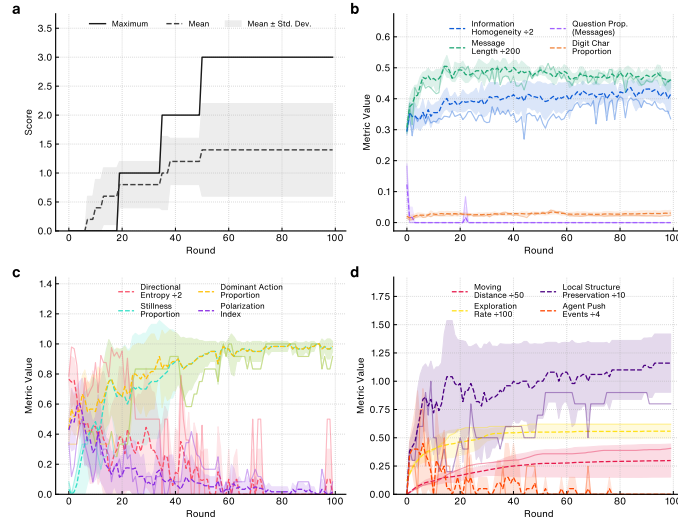 a
Maximum
Mean
Mean ± Std. Dev.
3.5
3.0
2.5
2.0
1.5
1.0
0.5
0.0
Score
0
20
40
60
80
100
Round
b
Information
Homogeneity ÷2
Message
Length ÷200
Question Prop.
(Messages)
Digit Char
Proportion
0.6
0.5
0.4
0.3
0.2
0.1
0.0
Metric Value
0
20
40
60
80
100
Round
c
Directional
Entropy ÷2
Stillness
Proportion
Dominant Action
Proportion
Polarization
Index
1.4
1.2
1.0
0.8
0.6
0.4
0.2
0.0
Metric Value
0
20
40
60
80
100
Round
d
Moving
Distance ÷50
Exploration
Rate ÷100
Local Structure
Preservation ÷10
Agent Push
Events ÷4
1.75
1.50
1.25
1.00
0.75
0.50
0.25
0.00
Metric Value
0
20
40
60
80
100
Round